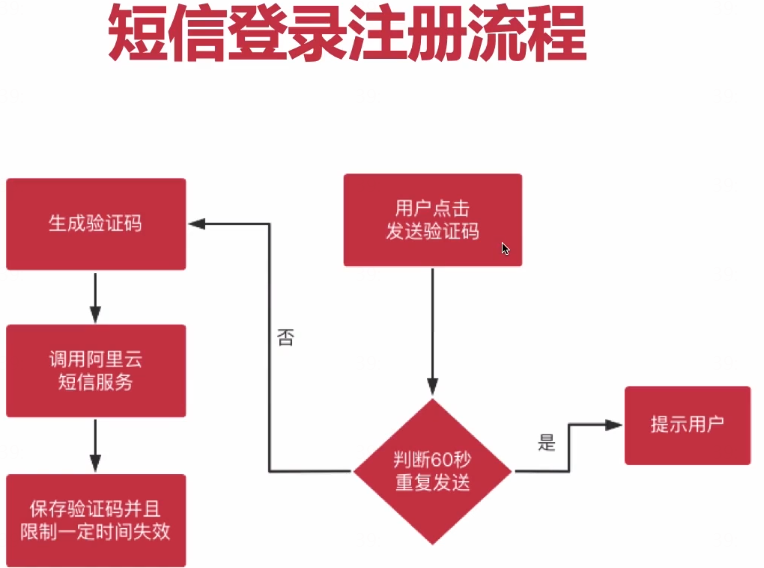 短信登录注册流程
用户点击
发送验证码
生成验证码
否
调用阿里云
短信服务
判断60秒
重复发送
是
提示用户
保存验证码并且
限制一定时间失效